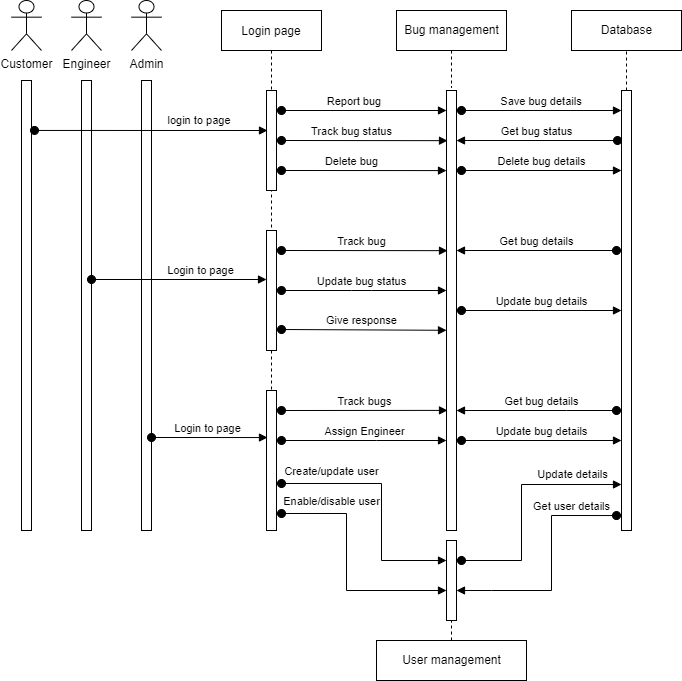 Login page
Bug management
Database
Customer
Engineer
Admin
Report bug
Save bug details
login to page
Track bug status
Get bug status
Delete bug
Delete bug details
Track bug
Get bug details
Login to page
Update bug status
Update bug details
Give response
Track bugs
Get bug details
Login to page
Assign Engineer
Update bug details
Create/update user
Update details
Enable/disable user
Get user details
User management